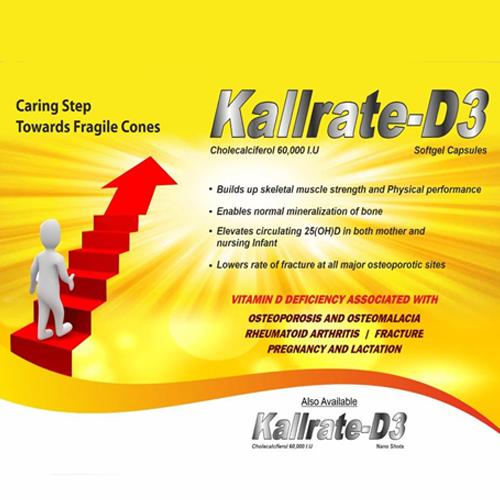 Caring Step
Towards Fragile Cones
Kallrate-D3
Cholecalciferol 60,000 I.U Softgel Capsules
• Builds up skeletal muscle strength and Physical performance
• Enables normal mineralization of bone
• Elevates circulating 25(OH)D in both mother and
nursing Infant
• Lowers rate of fracture at all major osteoporotic sites
VITAMIN D DEFICIENCY ASSOCIATED WITH
OSTEOPOROSIS AND OSTEOMALACIA
RHEUMATOID ARTHRITIS | FRACTURE
PREGNANCY AND LACTATION
Also Available
Kallrate-D3
Cholecalciferol 60,000 I.U Nano Shots